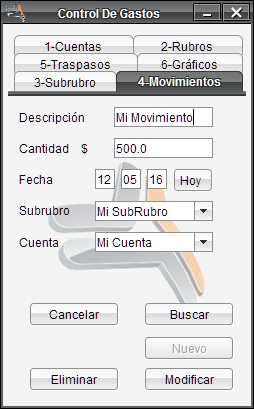 Control De Gastos
1-Cuentas 2-Rubros
5-Traspasos 6-Gráficos
3-Subrubro 4-Movimientos
Descripción Mi Movimiento
Cantidad $ 500.0
Fecha 12 05 16 Hoy
Subrubro Mi SubRubro
Cuenta Mi Cuenta
Cancelar Buscar
Nuevo
Eliminar Modificar